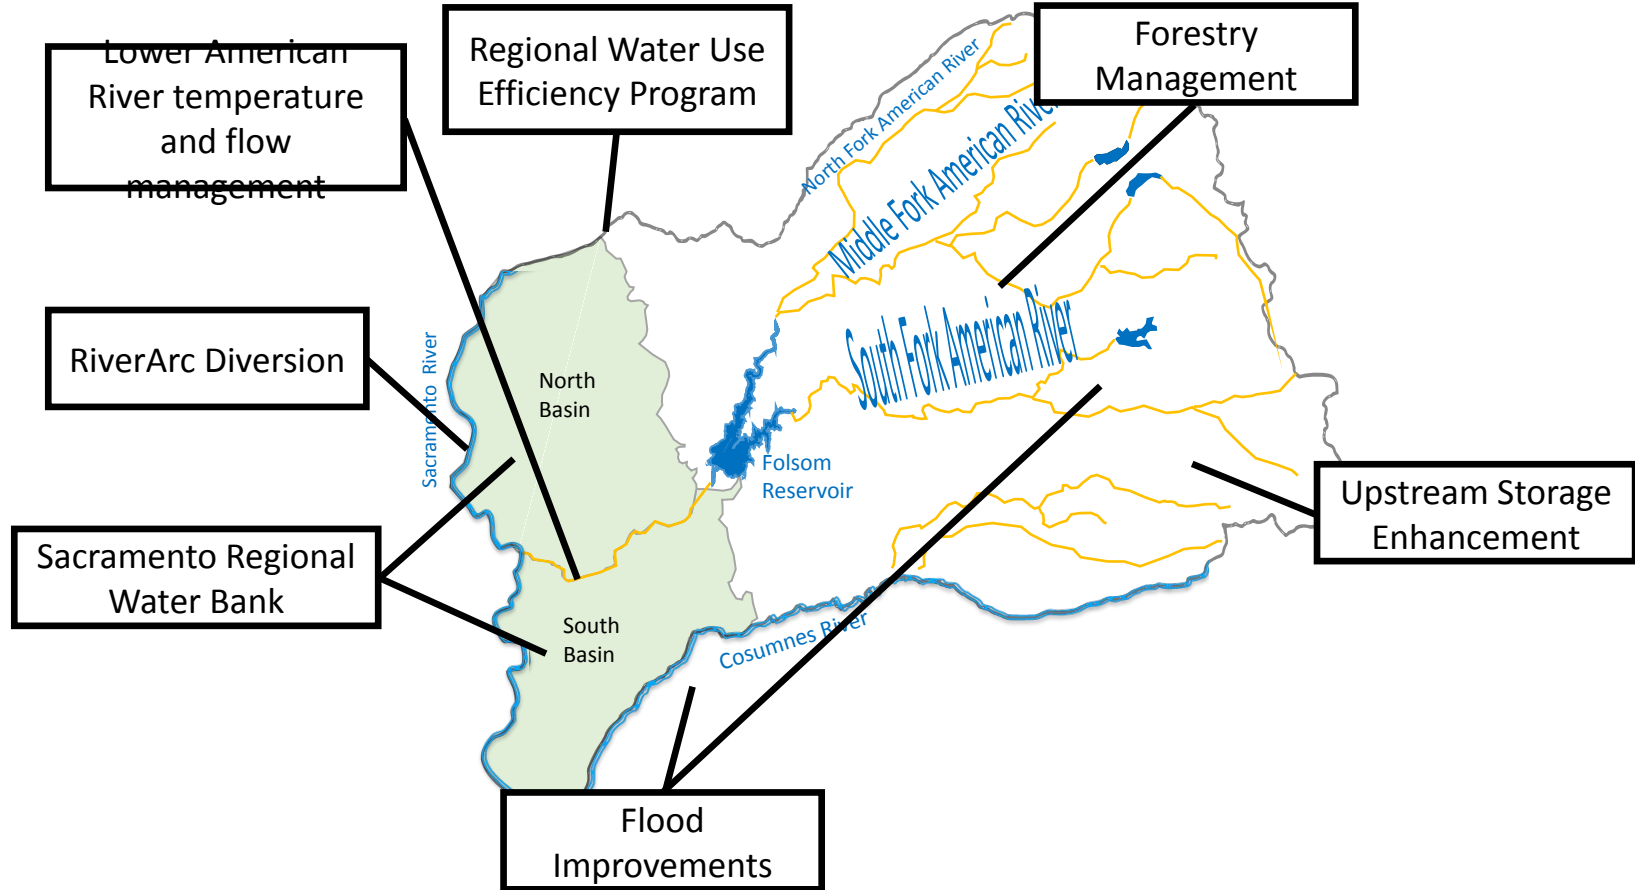 Lower American
River temperature
and flow
management
Regional Water Use
Efficiency Program
Forestry
Management
North Fork American River
Middle Fork American River
South Fork American River
RiverArc Diversion
Sacramento River
North
Basin
Folsom
Reservoir
Upstream Storage
Enhancement
Sacramento Regional
Water Bank
South
Basin
Cosumnes River
Flood
Improvements